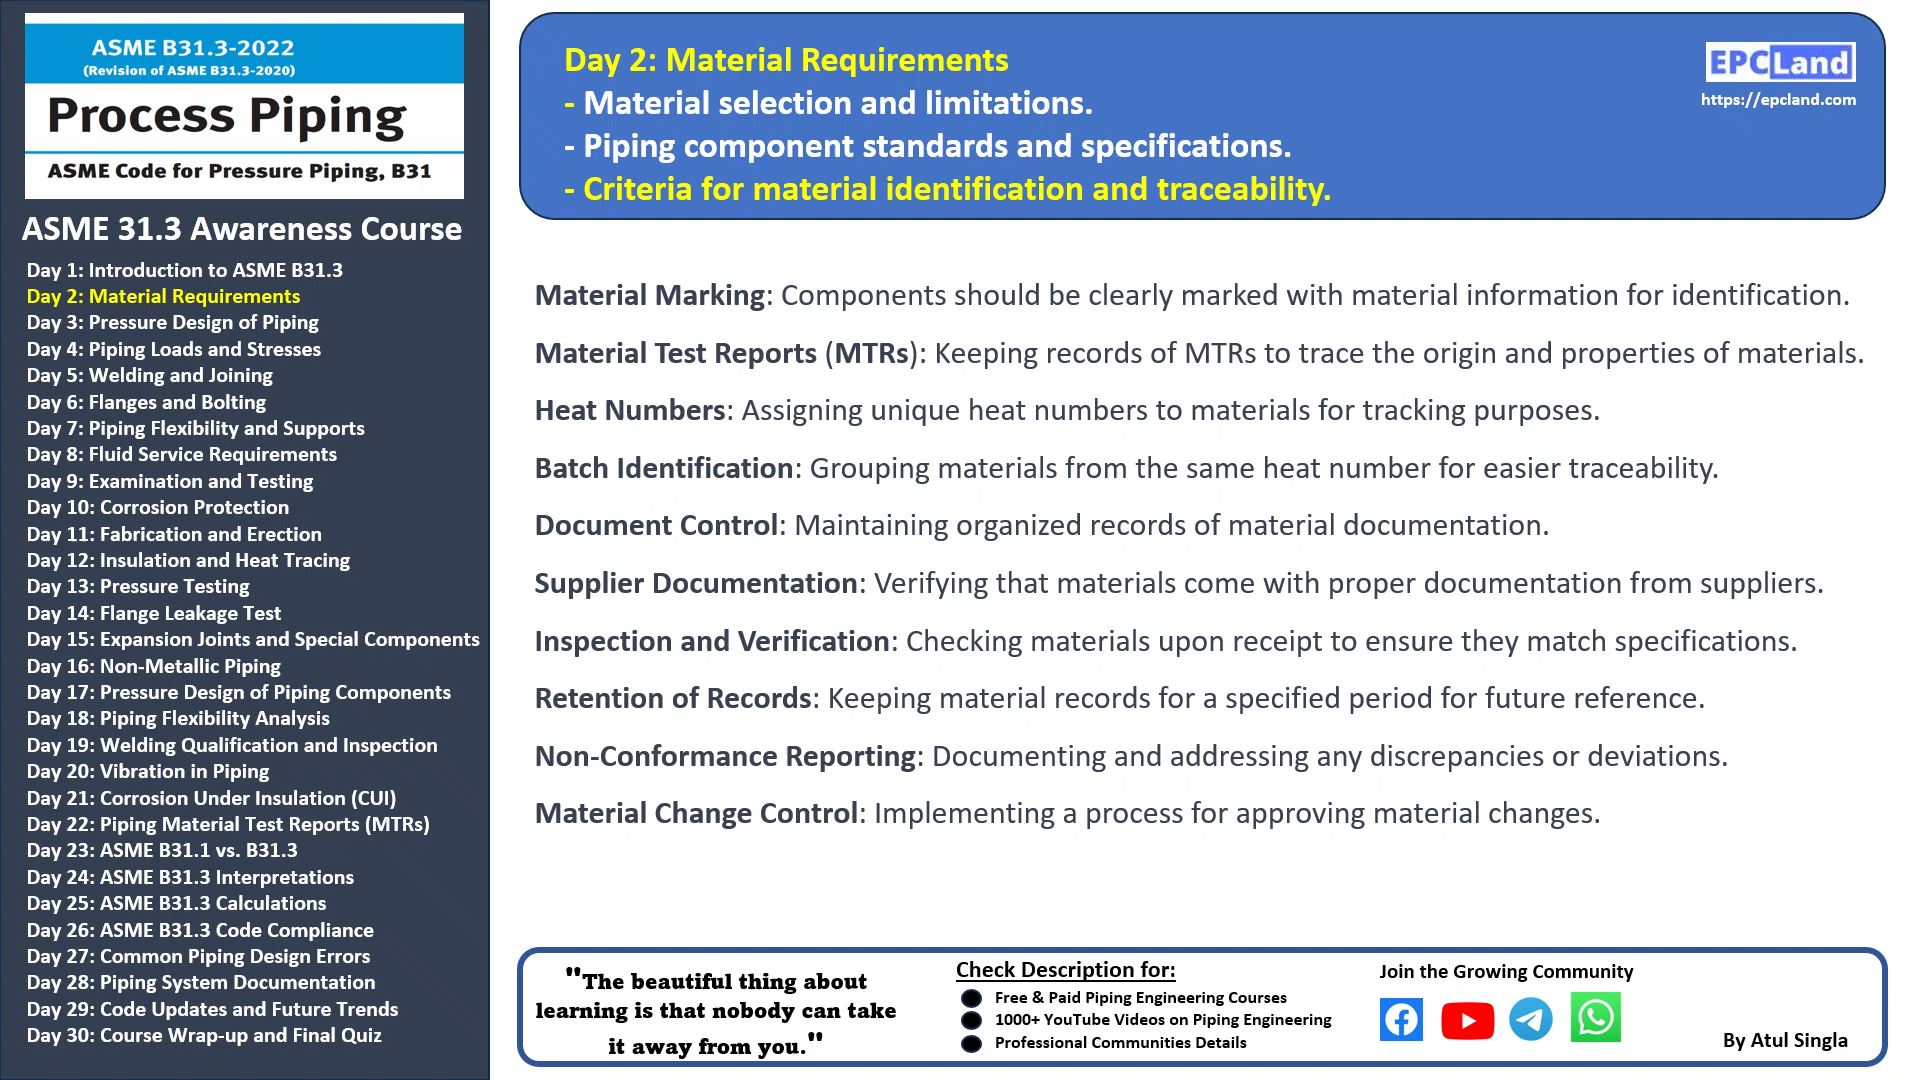 ASME B31.3-2022
(Revision of ASME B31.3-2020)
Process Piping
ASME Code for Pressure Piping, B31
ASME 31.3 Awareness Course
Day 1: Introduction to ASME B31.3
Day 2: Material Requirements
Day 3: Pressure Design of Piping
Day 4: Piping Loads and Stresses
Day 5: Welding and Joining
Day 6: Flanges and Bolting
Day 7: Piping Flexibility and Supports
Day 8: Fluid Service Requirements
Day 9: Examination and Testing
Day 10: Corrosion Protection
Day 11: Fabrication and Erection
Day 12: Insulation and Heat Tracing
Day 13: Pressure Testing
Day 14: Flange Leakage Test
Day 15: Expansion Joints and Special Components
Day 16: Non-Metallic Piping
Day 17: Pressure Design of Piping Components
Day 18: Piping Flexibility Analysis
Day 19: Welding Qualification and Inspection
Day 20: Vibration in Piping
Day 21: Corrosion Under Insulation (CUI)
Day 22: Piping Material Test Reports (MTRs)
Day 23: ASME B31.1 vs. B31.3
Day 24: ASME B31.3 Interpretations
Day 25: ASME B31.3 Calculations
Day 26: ASME B31.3 Code Compliance
Day 27: Common Piping Design Errors
Day 28: Piping System Documentation
Day 29: Code Updates and Future Trends
Day 30: Course Wrap-up and Final Quiz
Day 2: Material Requirements
- Material selection and limitations.
- Piping component standards and specifications.
- Criteria for material identification and traceability.
EPCLand
https://epcland.com
Material Marking: Components should be clearly marked with material information for identification.
Material Test Reports (MTRs): Keeping records of MTRs to trace the origin and properties of materials.
Heat Numbers: Assigning unique heat numbers to materials for tracking purposes.
Batch Identification: Grouping materials from the same heat number for easier traceability.
Document Control: Maintaining organized records of material documentation.
Supplier Documentation: Verifying that materials come with proper documentation from suppliers.
Inspection and Verification: Checking materials upon receipt to ensure they match specifications.
Retention of Records: Keeping material records for a specified period for future reference.
Non-Conformance Reporting: Documenting and addressing any discrepancies or deviations.
Material Change Control: Implementing a process for approving material changes.
"The beautiful thing about
learning is that nobody can take
it away from you."
Check Description for:
Free & Paid Piping Engineering Courses
1000+ YouTube Videos on Piping Engineering
Professional Communities Details
Join the Growing Community
By Atul Singla